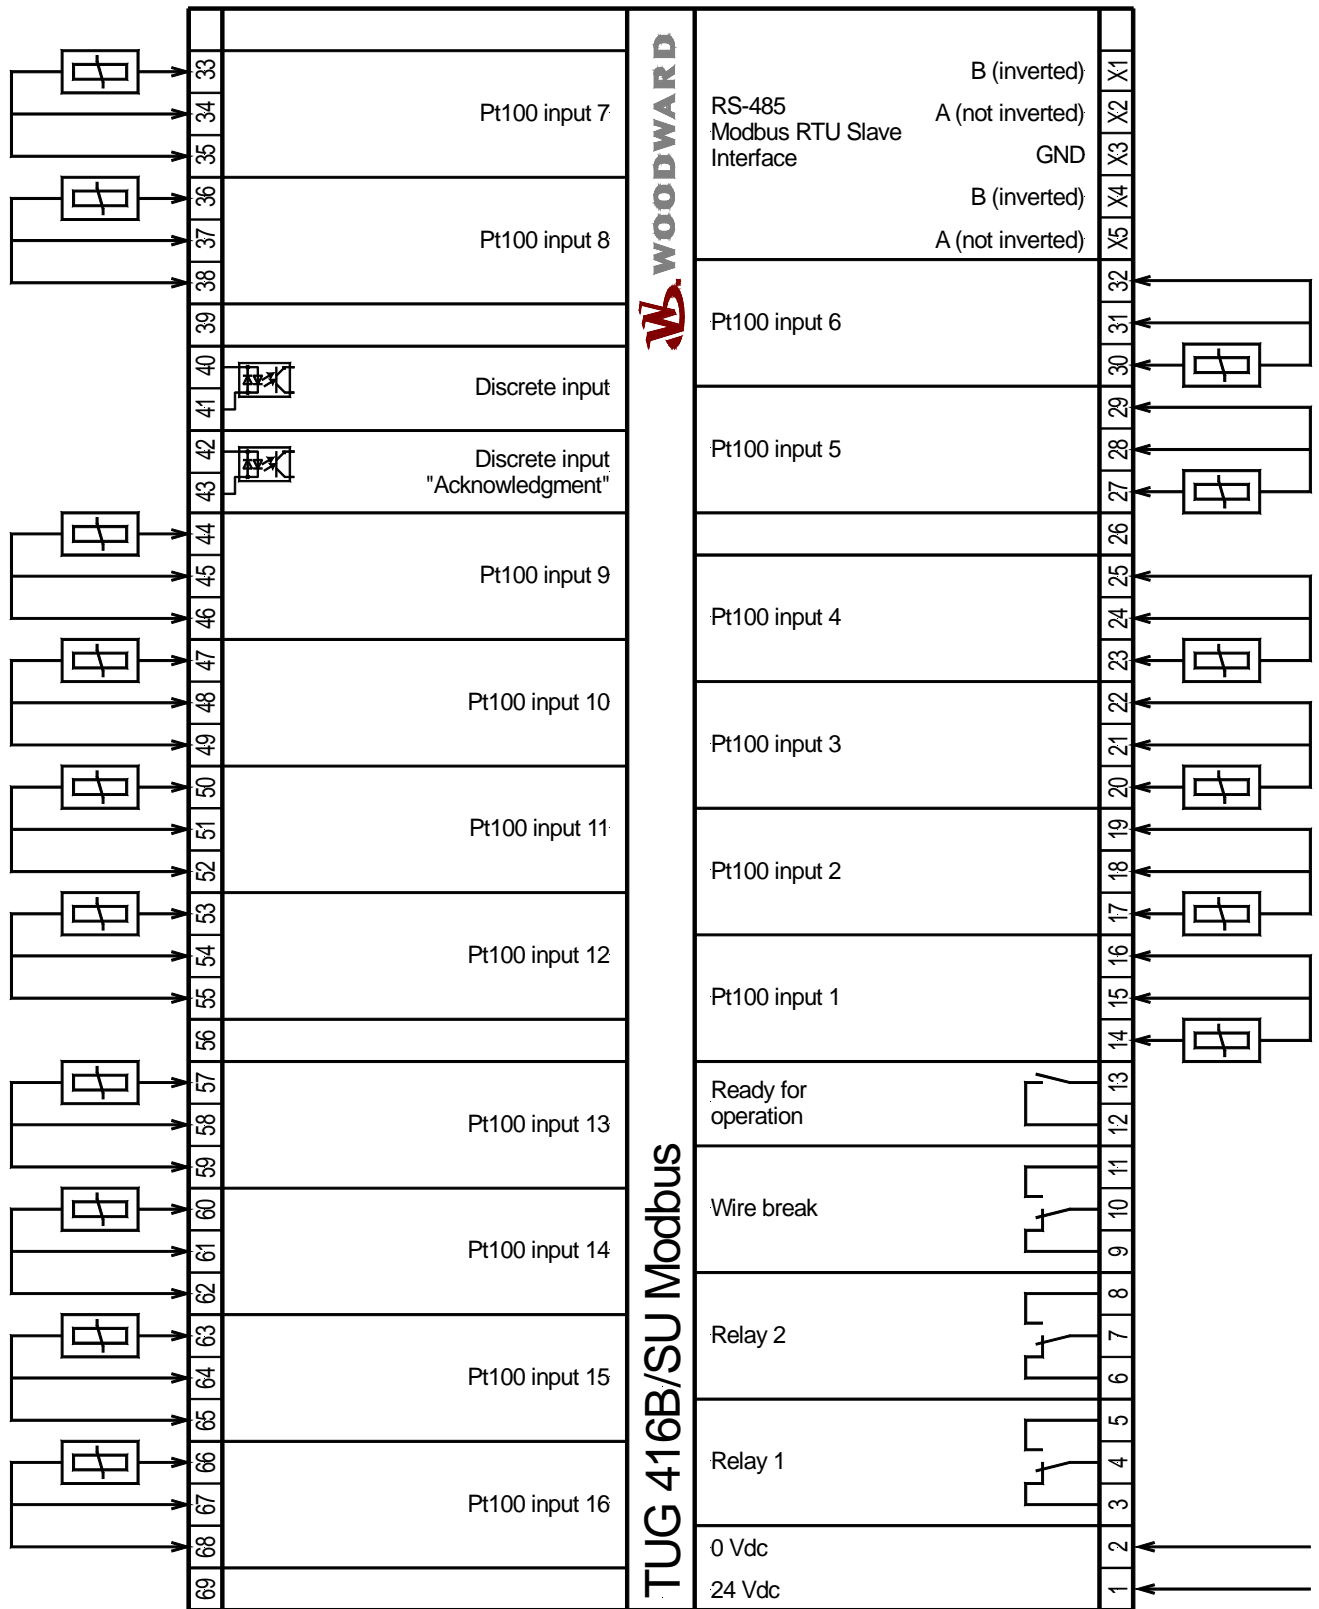 33
34
Pt100 input 7
35
36
37
Pt100 input 8
38
39
40
Discrete input
41
42
Discrete input
"Acknowledgment"
43
44
45
Pt100 input 9
46
47
48
Pt100 input 10
49
50
51
Pt100 input 11
52
53
54
Pt100 input 12
55
56
57
58
Pt100 input 13
59
60
61
Pt100 input 14
62
63
64
Pt100 input 15
65
66
67
Pt100 input 16
68
69
WOODWARD
TUG 416B/SU Modbus
RS-485
Modbus RTU Slave
Interface
B (inverted) X1
A (not inverted) X2
GND X3
B (inverted) X4
A (not inverted) X5
32
Pt100 input 6 31
30
29
Pt100 input 5 28
27
26
25
Pt100 input 4 24
23
22
Pt100 input 3 21
20
19
Pt100 input 2 18
17
16
Pt100 input 1 15
14
13
Ready for
operation
12
11
Wire break 10
9
8
Relay 2 7
6
5
Relay 1 4
3
0 Vdc 2
24 Vdc 1